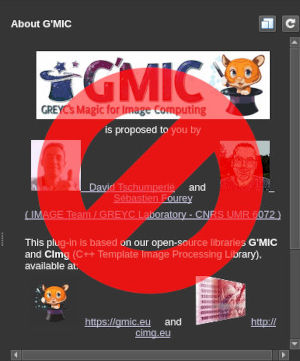 About G'MIC
G'MIC
GREYC's Magic for Image Computing
is proposed to you by
David Tschumperlé and
Sébastien Fourey
( IMAGE Team / GREYC Laboratory - CNRS UMR 6072 )
This plug-in is based on our open-source libraries G'MIC
and CImg (C++ Template Image Processing Library),
available at:
https://gmic.eu and http://
cimg.eu